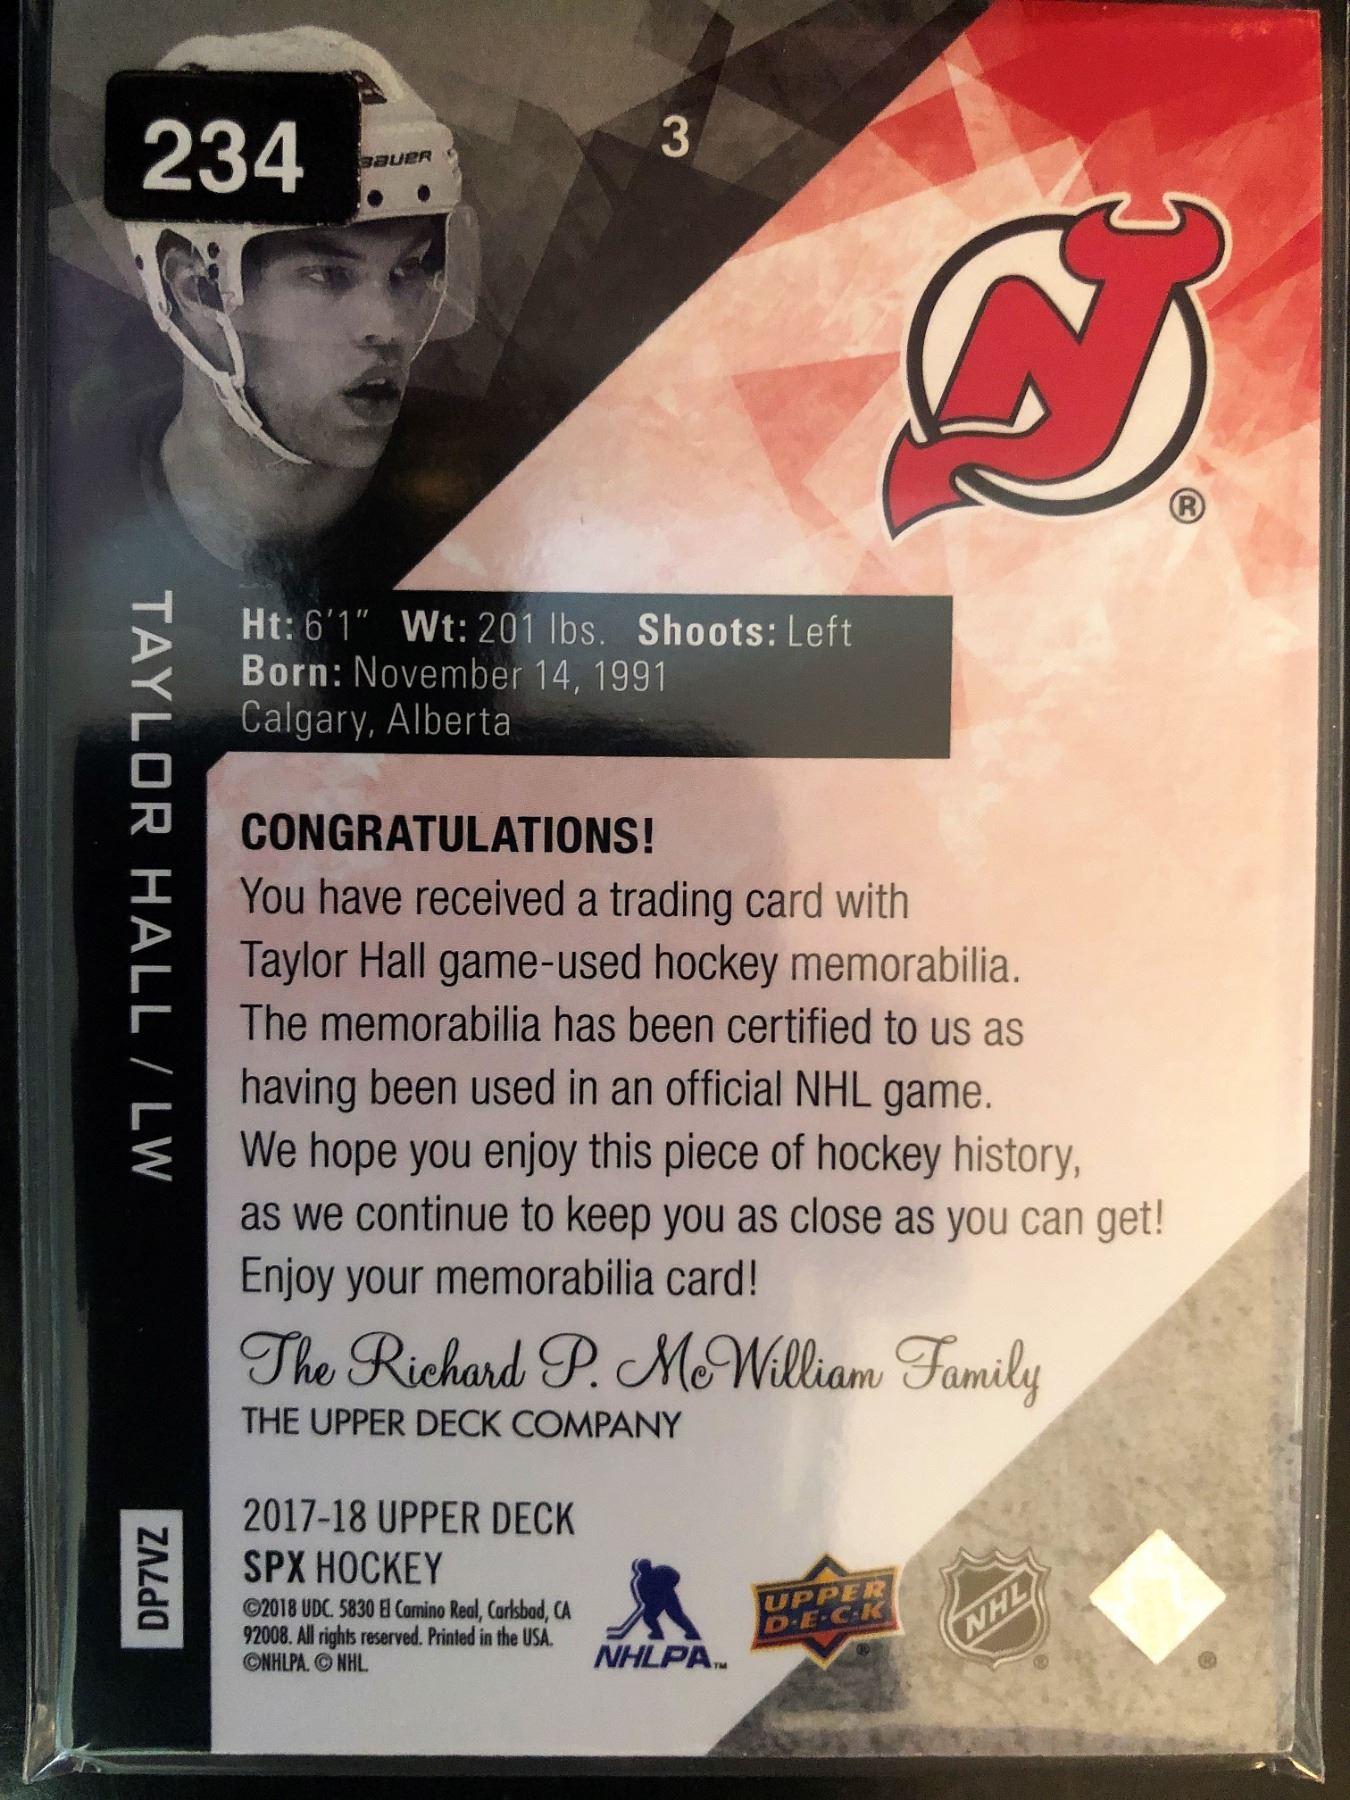 234
BAUER
3
®
TAYLOR HALL / LW
Ht: 6'1" Wt: 201 lbs. Shoots: Left
Born: November 14, 1991
Calgary, Alberta
CONGRATULATIONS!
You have received a trading card with
Taylor Hall game-used hockey memorabilia.
The memorabilia has been certified to us as
having been used in an official NHL game.
We hope you enjoy this piece of hockey history,
as we continue to keep you as close as you can get!
Enjoy your memorabilia card!
The Richard P. McWilliam Family
THE UPPER DECK COMPANY
DP7VZ
2017-18 UPPER DECK
SPX HOCKEY
©2018 UDC. 5830 El Camino Real, Carlsbad, CA
92008. All rights reserved. Printed in the USA.
©NHLPA. © NHL.
NHLPA™
UPPER
D·E·C·K®
NHL®
®